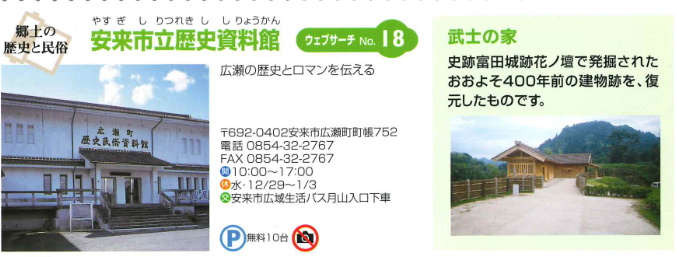 郷土の
歴史と民俗
やすぎしりつれきししりょうかん
安来市立歴史資料館
ウェブサーチ No.18
広瀬の歴史とロマンを伝える
広瀬町
歴史民俗資料館
〒692-0402安来市広瀬町町帳752
電話 0854-32-2767
FAX 0854-32-2767
開10:00〜17:00
休水・12/29〜1/3
交安来市広域生活バス月山入口下車
P 無料10台
武士の家
史跡富田城跡花ノ壇で発掘された
おおよそ400年前の建物跡を、復
元したものです。